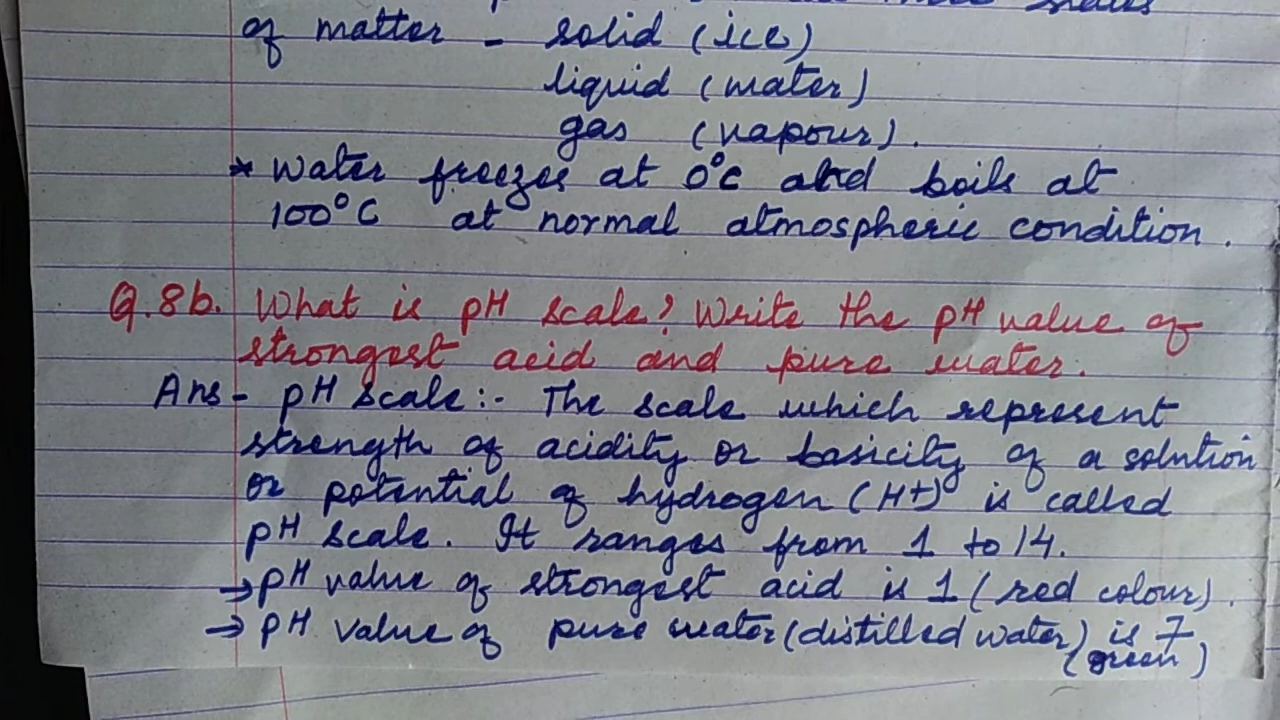 states
of matter - solid (ice)
liquid (water)
gas (vapour).
* Water freezes at 0°C and boils at
100°C at normal atmospheric condition.
Q.8b. What is pH scale? Write the pH value of
strongest acid and pure water.
Ans - pH scale:- The scale which represent
strength of acidity or basicity of a solution
or potential of hydrogen (H+) is called
pH scale. It ranges from 1 to 14.
→ pH value of strongest acid is 1 (red colour).
→ pH value of pure water (distilled water) is 7
(green)